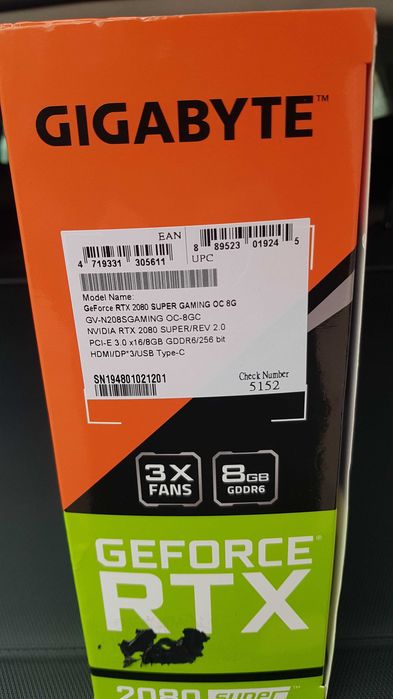 GIGABYTE™
EAN
4 719331 305611
8 89523 01924 5
UPC
Model Name:
GeForce RTX 2080 SUPER GAMING OC 8G
GV-N208SGAMING OC-8GC
NVIDIA RTX 2080 SUPER/REV 2.0
PCI-E 3.0 x16/8GB GDDR6/256 bit
HDMI/DP*3/USB Type-C
SN194801021201
Check Number
5152
3X
FANS
8GB
GDDR6
GEFORCE®
RTX
2080 SUPER™